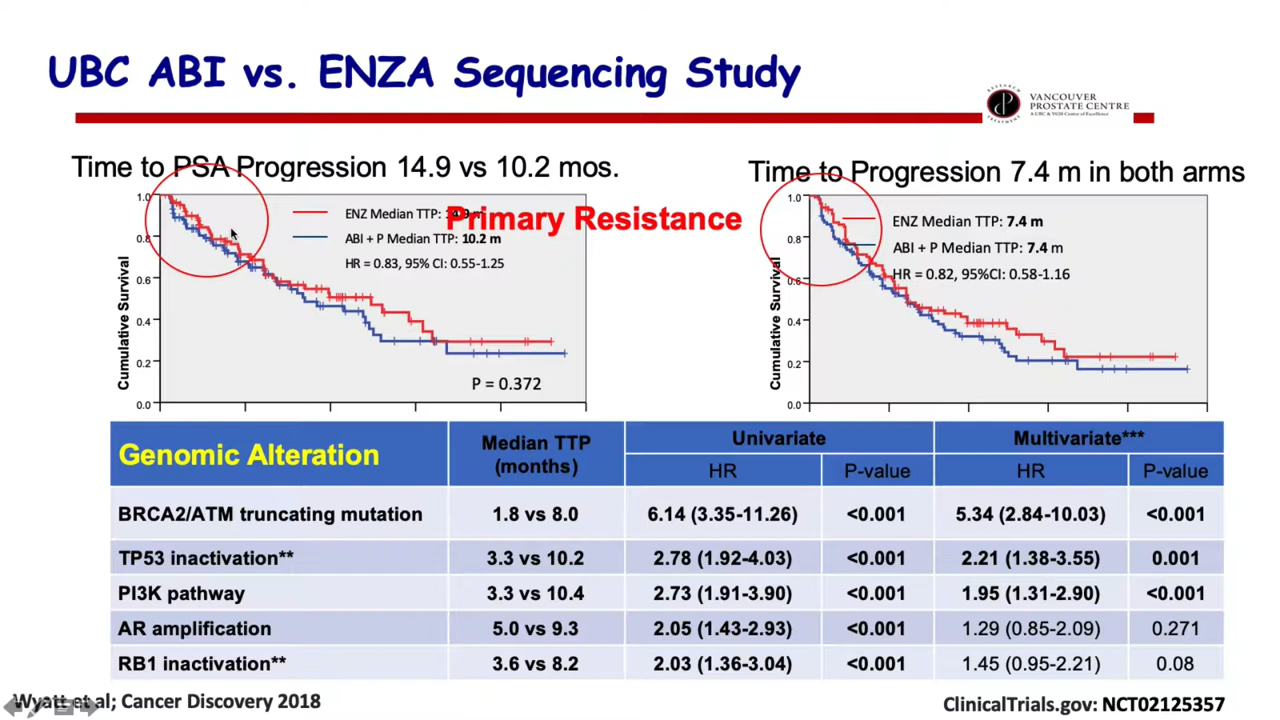 UBC ABI vs. ENZA Sequencing Study
VANCOUVER
PROSTATE CENTRE
A UBC & VGH Centre of Excellence
RESEARCH
TREATMENT
Time to PSA Progression 14.9 vs 10.2 mos.
Time to Progression 7.4 m in both arms
Primary Resistance
Cumulative Survival
1.0
0.8
0.6
0.4
0.2
0.0
ENZ Median TTP: 14.9 m
ABI + P Median TTP: 10.2 m
HR = 0.83, 95% CI: 0.55-1.25
P = 0.372
Cumulative Survival
1.0
0.8
0.6
0.4
0.2
0.0
ENZ Median TTP: 7.4 m
ABI + P Median TTP: 7.4 m
HR = 0.82, 95%CI: 0.58-1.16
Genomic Alteration Median TTP (months) Univariate Multivariate***
HR P-value HR P-value
BRCA2/ATM truncating mutation 1.8 vs 8.0 6.14 (3.35-11.26) <0.001 5.34 (2.84-10.03) <0.001
TP53 inactivation** 3.3 vs 10.2 2.78 (1.92-4.03) <0.001 2.21 (1.38-3.55) 0.001
PI3K pathway 3.3 vs 10.4 2.73 (1.91-3.90) <0.001 1.95 (1.31-2.90) <0.001
AR amplification 5.0 vs 9.3 2.05 (1.43-2.93) <0.001 1.29 (0.85-2.09) 0.271
RB1 inactivation** 3.6 vs 8.2 2.03 (1.36-3.04) <0.001 1.45 (0.95-2.21) 0.08
Wyatt et al; Cancer Discovery 2018
ClinicalTrials.gov: NCT02125357